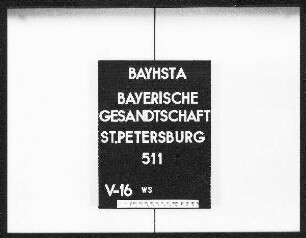 BAYHSTA
BAYERISCHE
GESANDTSCHAFT
ST.PETERSBURG
511
V-16 WS